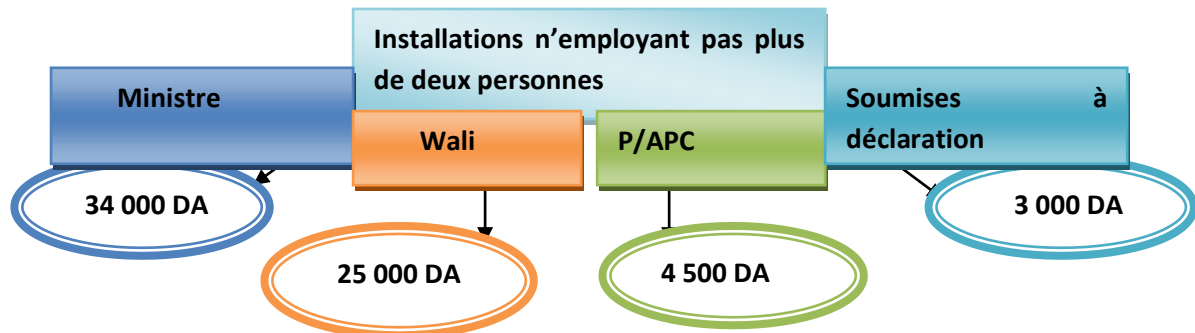 Installations n’employant pas plus
de deux personnes
Ministre
Wali
P/APC
Soumises à
déclaration
34 000 DA
25 000 DA
4 500 DA
3 000 DA